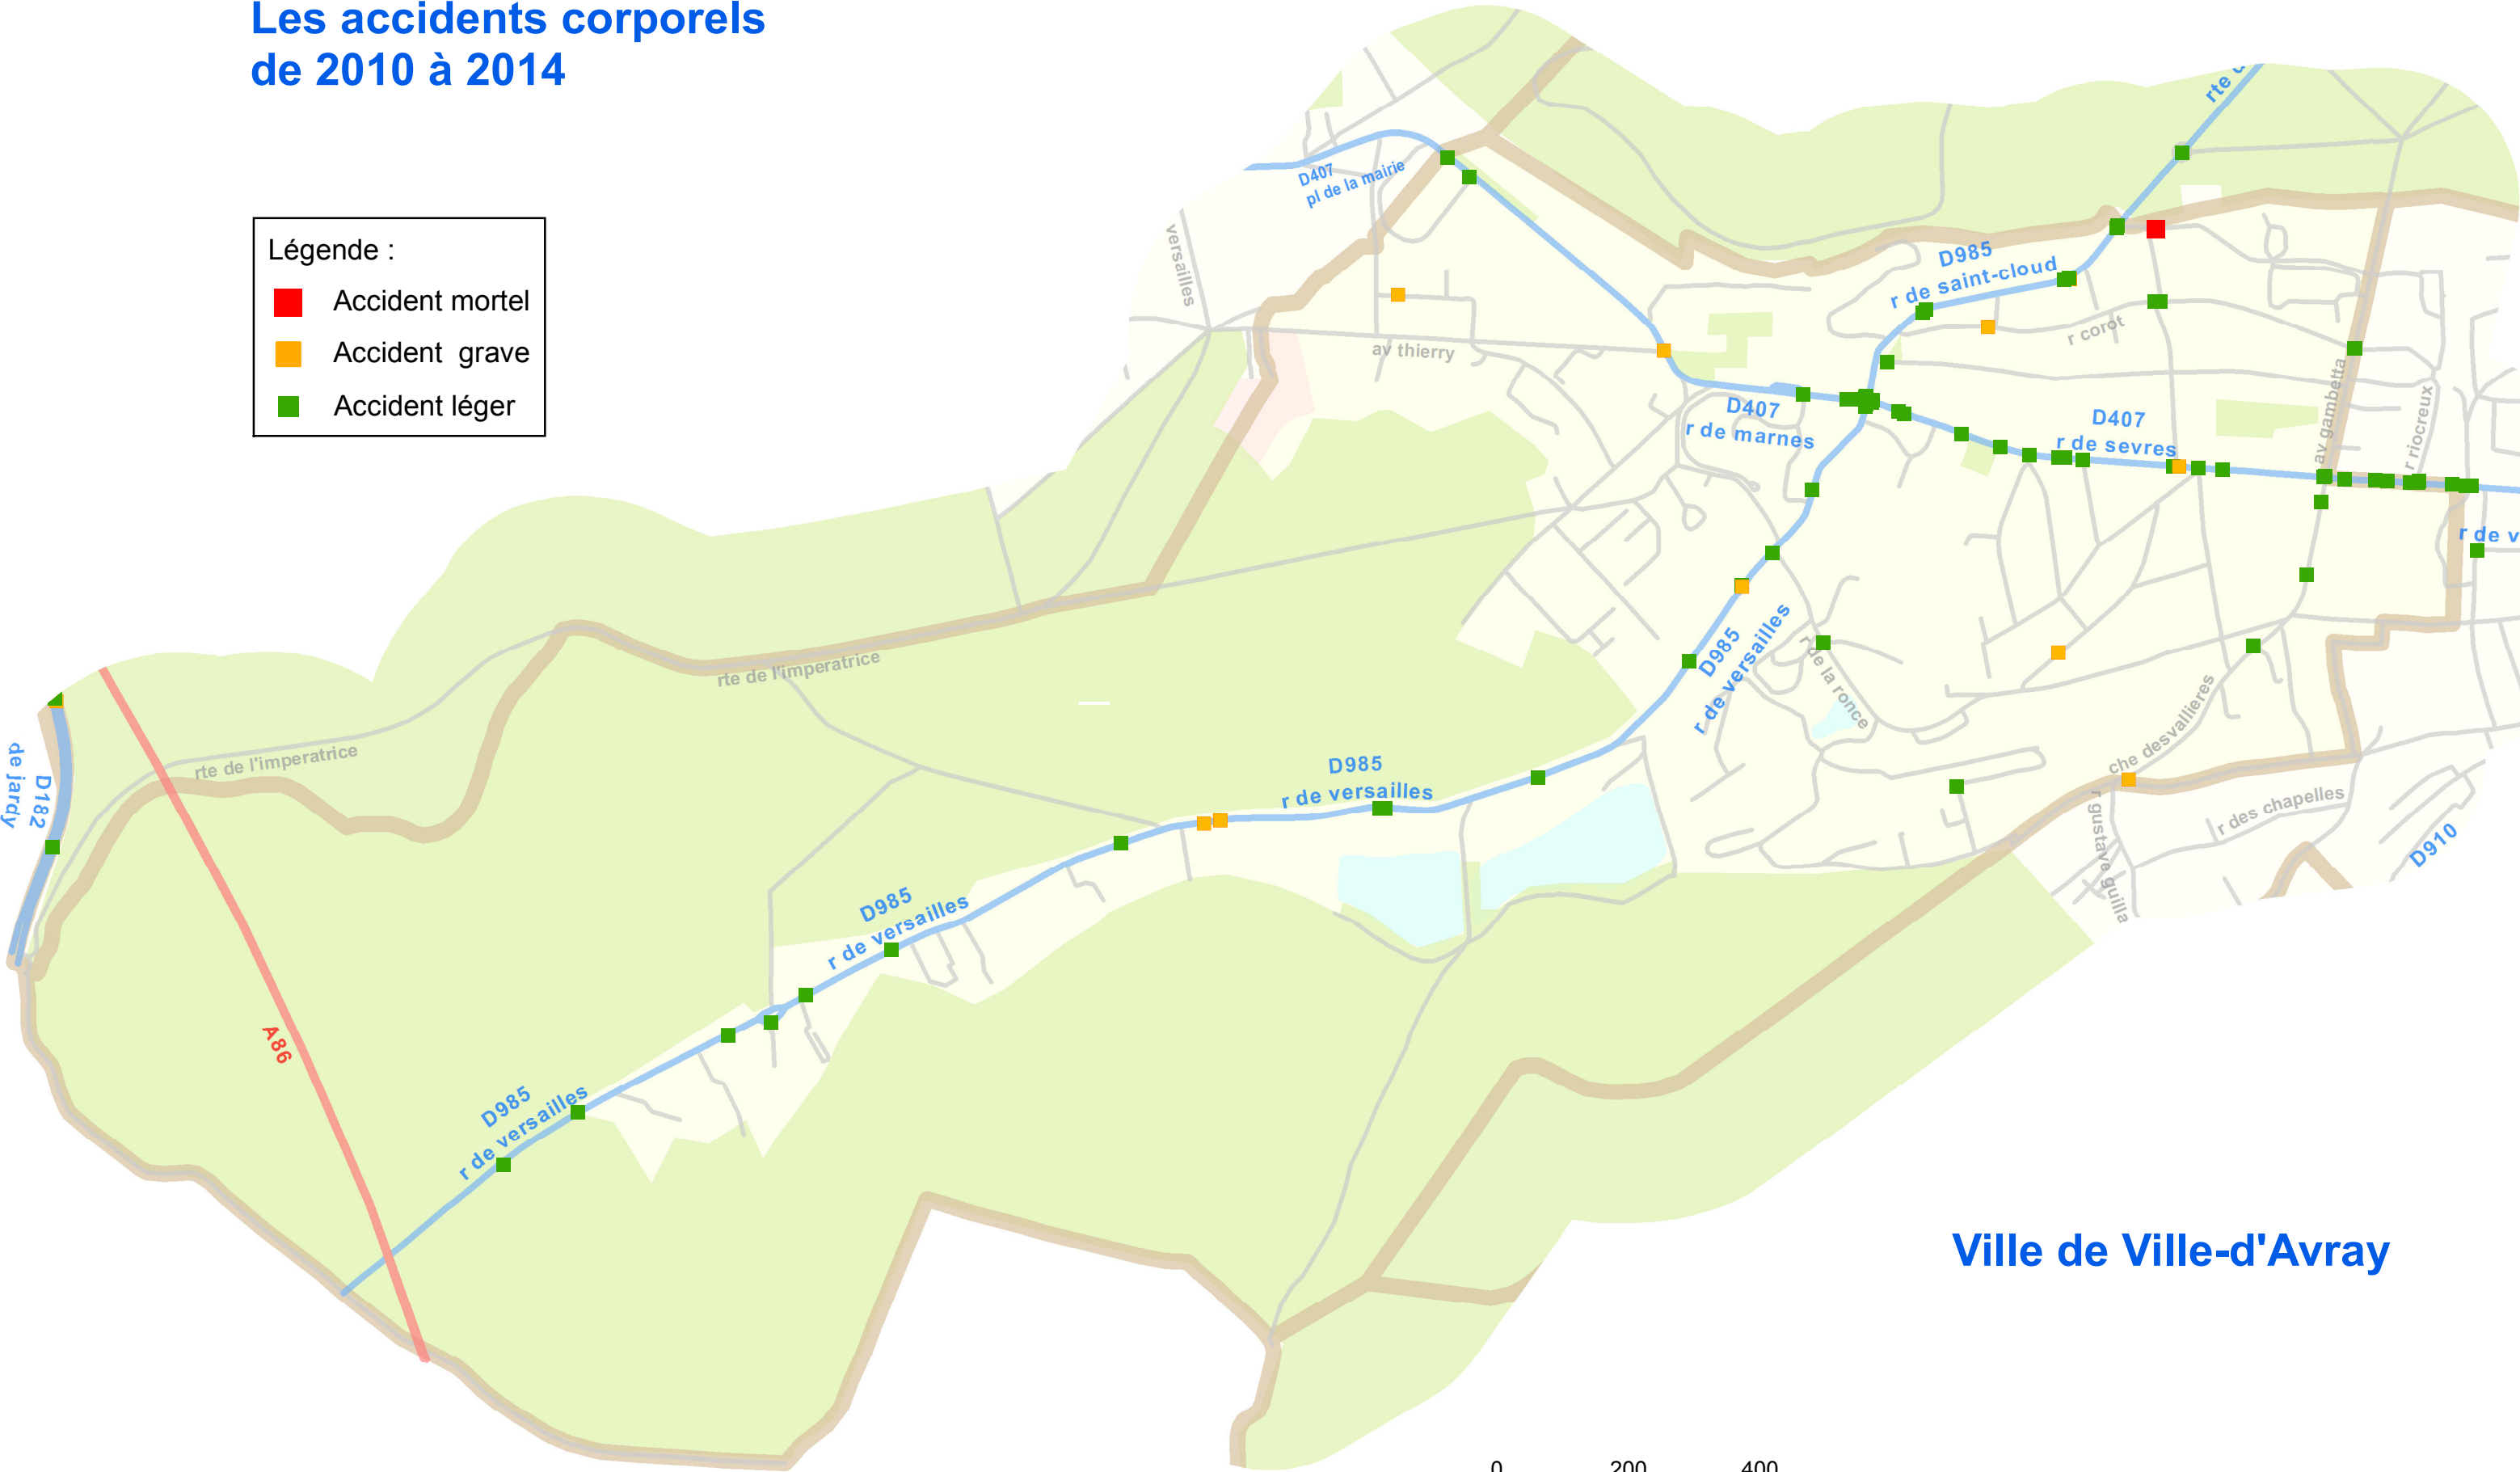 Les accidents corporels
de 2010 à 2014
Légende :
Accident mortel
Accident  grave
Accident léger
rte
D407
pl de la mairie
versailles
D985
r de saint-cloud
r corot
av thierry
D407
r de marnes
D407
r de sevres
av gambetta
r riocreux
r de v
D985
r de versailles
r de la ronce
rte de l'imperatrice
rte de l'imperatrice
D182
de jardy
che desvallieres
D985
r de versailles
r gustave guilla
r des chapelles
D910
D985
r de versailles
A86
D985
r de versailles
Ville de Ville-d'Avray
0 200 400